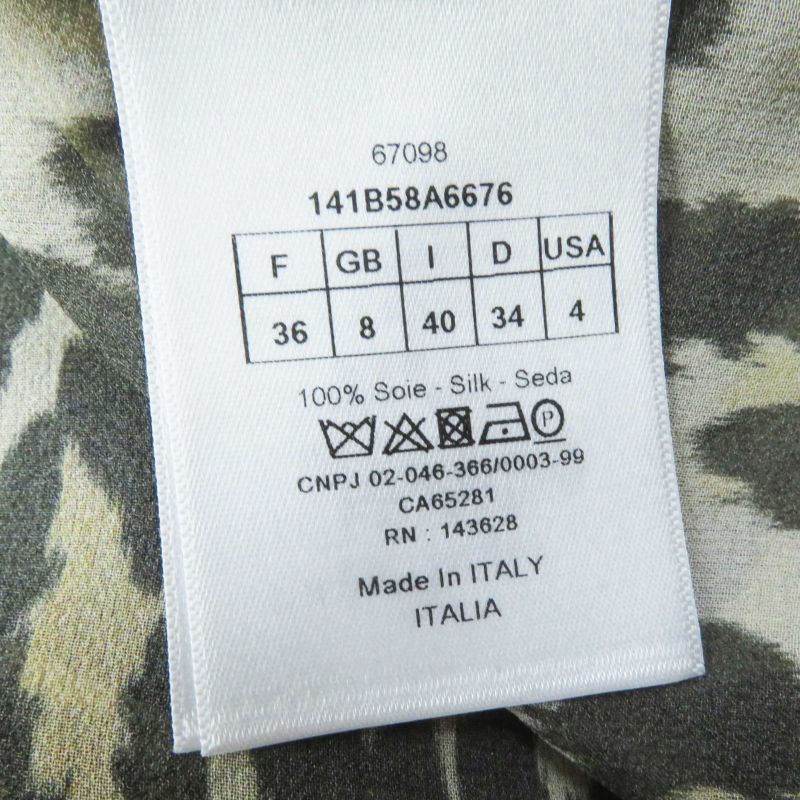 67098
141B58A6676
F GB I D USA
36 8 40 34 4
100% Soie - Silk - Seda
P
CNPJ 02-046-366/0003-99
CA65281
RN : 143628
Made In ITALY
ITALIA